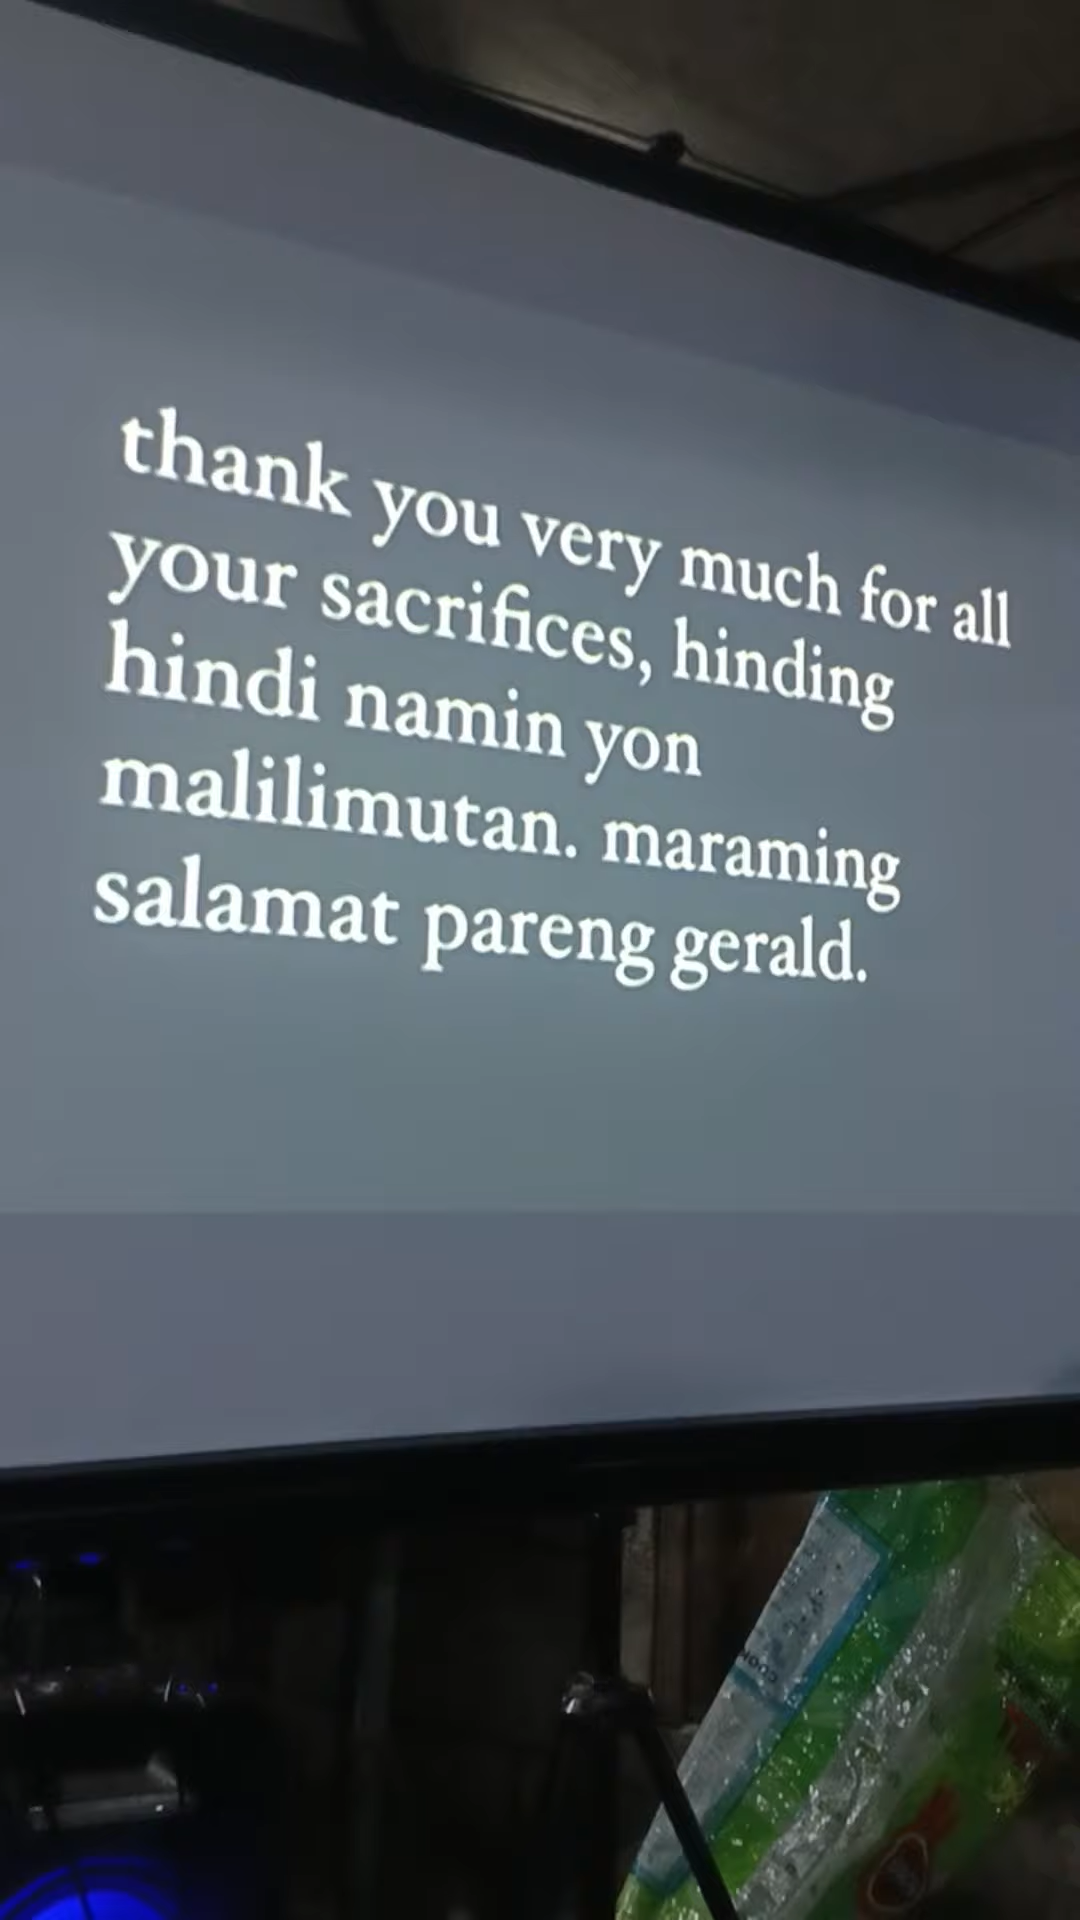 thank you very much for all
your sacrifices, hinding
hindi namin yon
malilimutan. maraming
salamat pareng gerald.